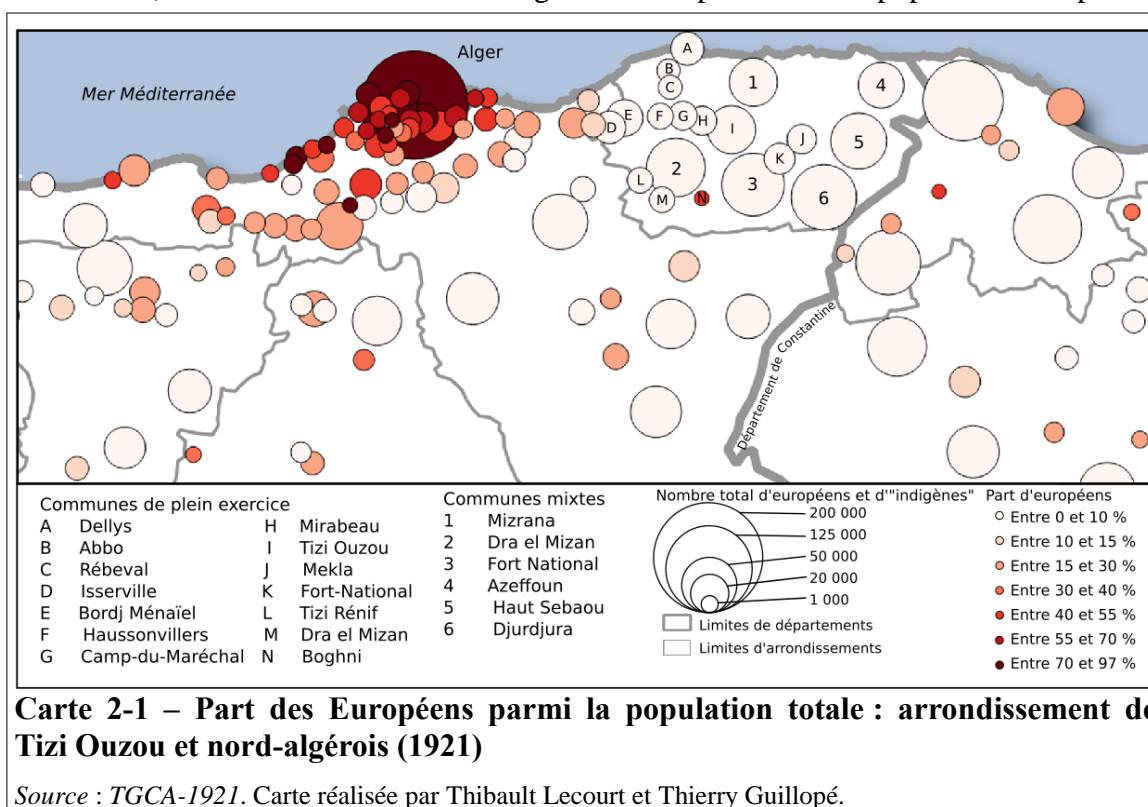 Alger
Mer Méditerranée
A
B
C
1
4
D
E
F
G
H
I
J
5
K
2
3
6
L
M
N
Département de Constantine
Communes de plein exercice
A Dellys
B Abbo
C Rébeval
D Isserville
E Bordj Ménaïel
F Haussonvillers
G Camp-du-Maréchal
H Mirabeau
I Tizi Ouzou
J Mekla
K Fort-National
L Tizi Rénif
M Dra el Mizan
N Boghni
Communes mixtes
1 Mizrana
2 Dra el Mizan
3 Fort National
4 Azeffoun
5 Haut Sebaou
6 Djurdjura
Nombre total d'européens et d'"indigènes"
200 000
125 000
50 000
20 000
1 000
Limites de départements
Limites d'arrondissements
Part d'européens
Entre 0 et 10 %
Entre 10 et 15 %
Entre 15 et 30 %
Entre 30 et 40 %
Entre 40 et 55 %
Entre 55 et 70 %
Entre 70 et 97 %
Carte 2-1 – Part des Européens parmi la population totale : arrondissement de
Tizi Ouzou et nord-algérois (1921)
Source : TGCA-1921. Carte réalisée par Thibault Lecourt et Thierry Guillopé.